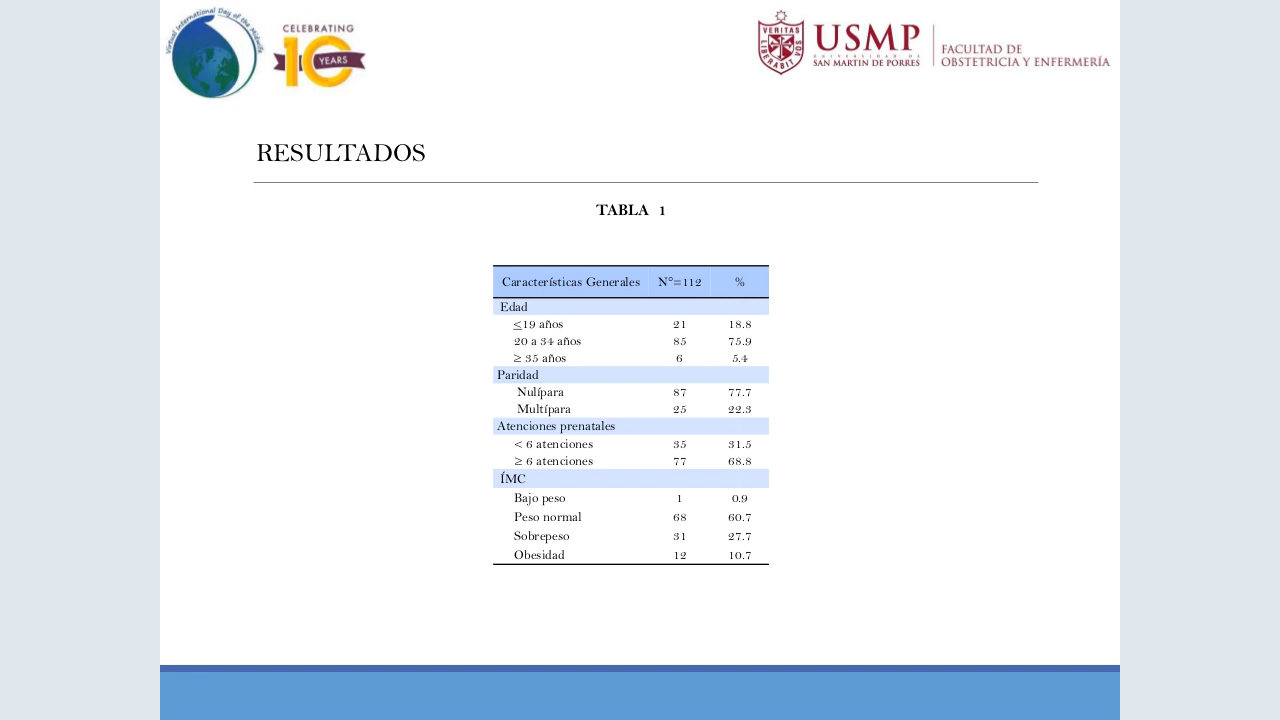 Virtual International Day of the Midwife
CELEBRATING
10
YEARS
VERITAS
LIBERABIT VOS
USMP
UNIVERSIDAD DE
SAN MARTIN DE PORRES
FACULTAD DE
OBSTETRICIA Y ENFERMERÍA
RESULTADOS
TABLA 1
Características Generales N°=112 %
Edad
≤19 años 21 18.8
20 a 34 años 85 75.9
≥ 35 años 6 5.4
Paridad
Nulípara 87 77.7
Multípara 25 22.3
Atenciones prenatales
< 6 atenciones 35 31.5
≥ 6 atenciones 77 68.8
ÍMC
Bajo peso 1 0.9
Peso normal 68 60.7
Sobrepeso 31 27.7
Obesidad 12 10.7